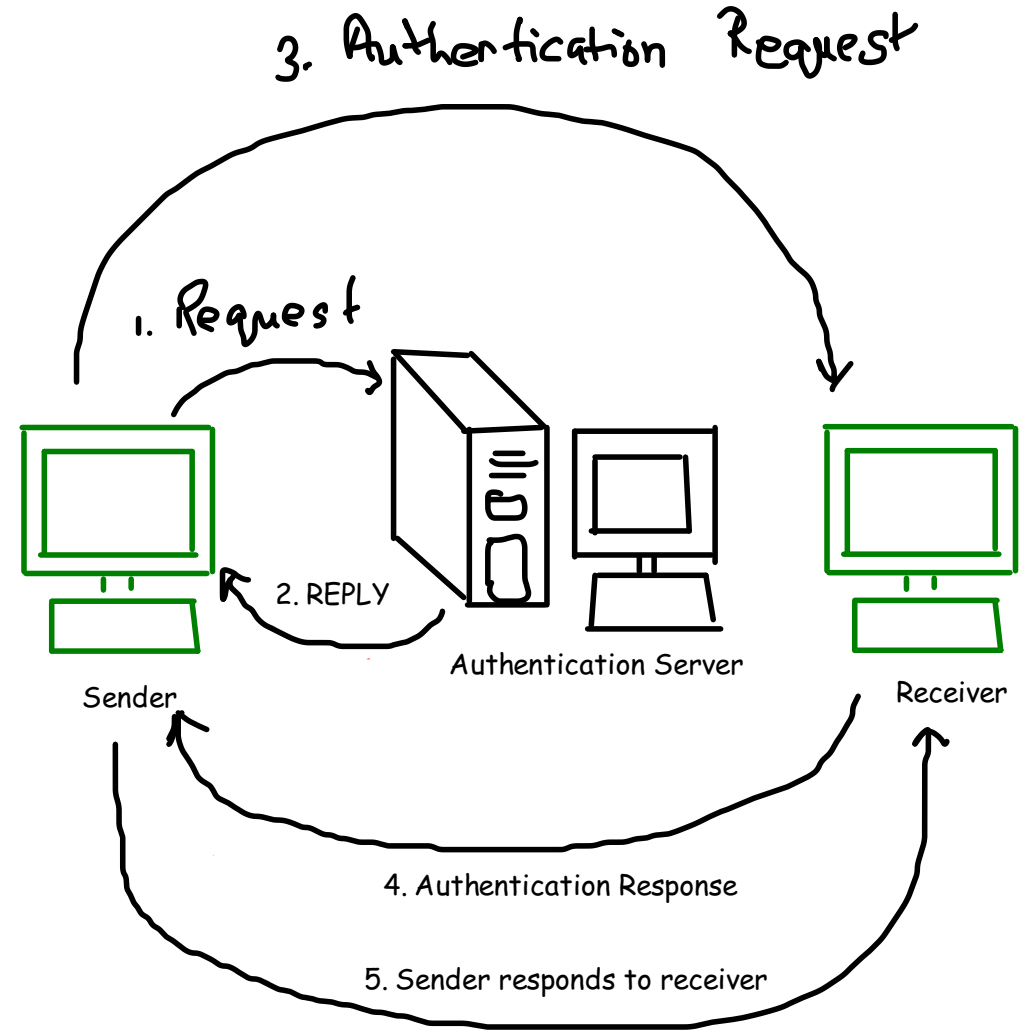 3. Authentication Request
1. Request
2. REPLY
Authentication Server
Sender
Receiver
4. Authentication Response
5. Sender responds to receiver